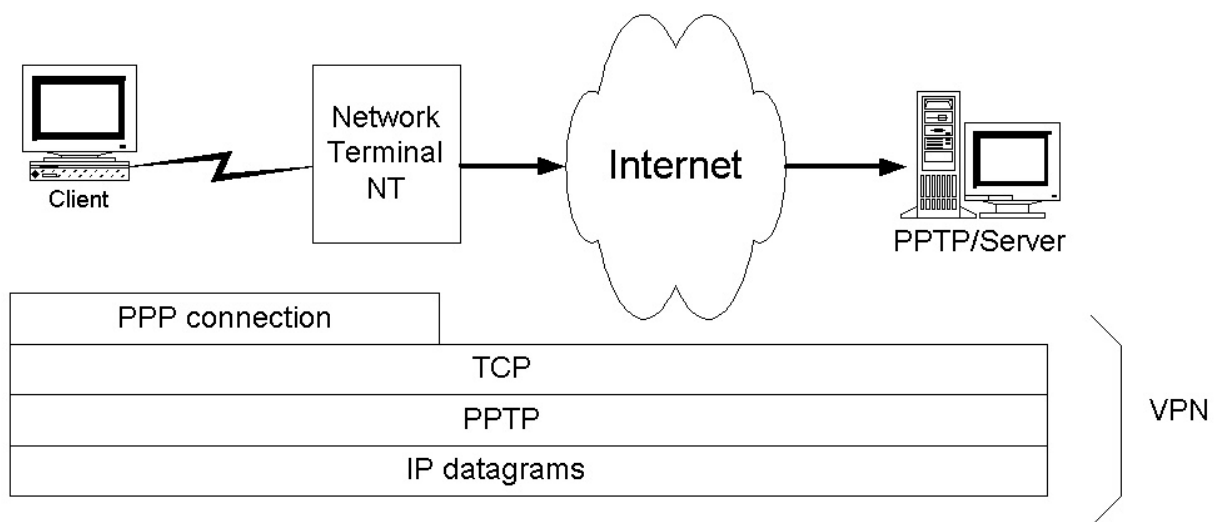 Client
Network
Terminal
NT
Internet
PPTP/Server
PPP connection
TCP
PPTP
IP datagrams
VPN